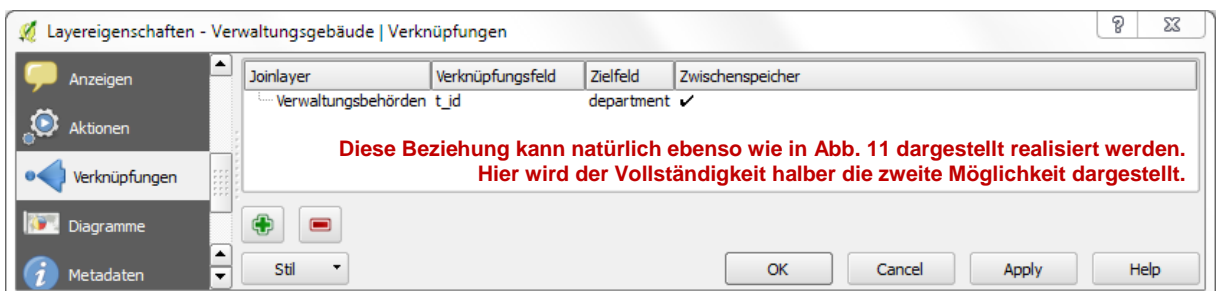 Layereigenschaften - Verwaltungsgebäude | Verknüpfungen
Anzeigen
Aktionen
Verknüpfungen
Diagramme
Metadaten
Joinlayer Verknüpfungsfeld Zielfeld Zwischenspeicher
Verwaltungsbehörden t_id department ✔
Diese Beziehung kann natürlich ebenso wie in Abb. 11 dargestellt realisiert werden.
Hier wird der Vollständigkeit halber die zweite Möglichkeit dargestellt.
Stil
OK Cancel Apply Help